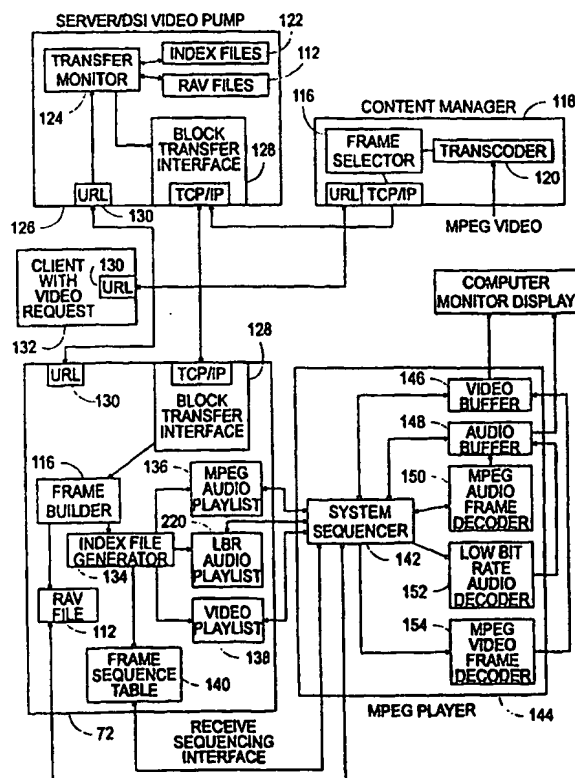 SERVER/DSI VIDEO PUMP
122
INDEX FILES
112
TRANSFER
MONITOR
RAV FILES
124
BLOCK
TRANSFER
INTERFACE
128
TCP/IP
URL
126
130
CONTENT MANAGER
116
118
FRAME
SELECTOR
TRANSCODER
120
URL
TCP/IP
MPEG VIDEO
130
CLIENT
WITH
VIDEO
REQUEST
URL
132
COMPUTER
MONITOR DISPLAY
URL
130
TCP/IP
128
BLOCK
TRANSFER
INTERFACE
116
FRAME
BUILDER
136
MPEG
AUDIO
PLAYLIST
220
INDEX FILE
GENERATOR
134
LBR
AUDIO
PLAYLIST
RAV
FILE
112
VIDEO
PLAYLIST
138
FRAME
SEQUENCE
TABLE
140
72
RECEIVE
SEQUENCING
INTERFACE
146
VIDEO
BUFFER
148
AUDIO
BUFFER
150
MPEG
AUDIO
FRAME
DECODER
SYSTEM
SEQUENCER
142
LOW BIT
RATE
AUDIO
DECODER
152
154
MPEG
VIDEO
FRAME
DECODER
MPEG PLAYER
144